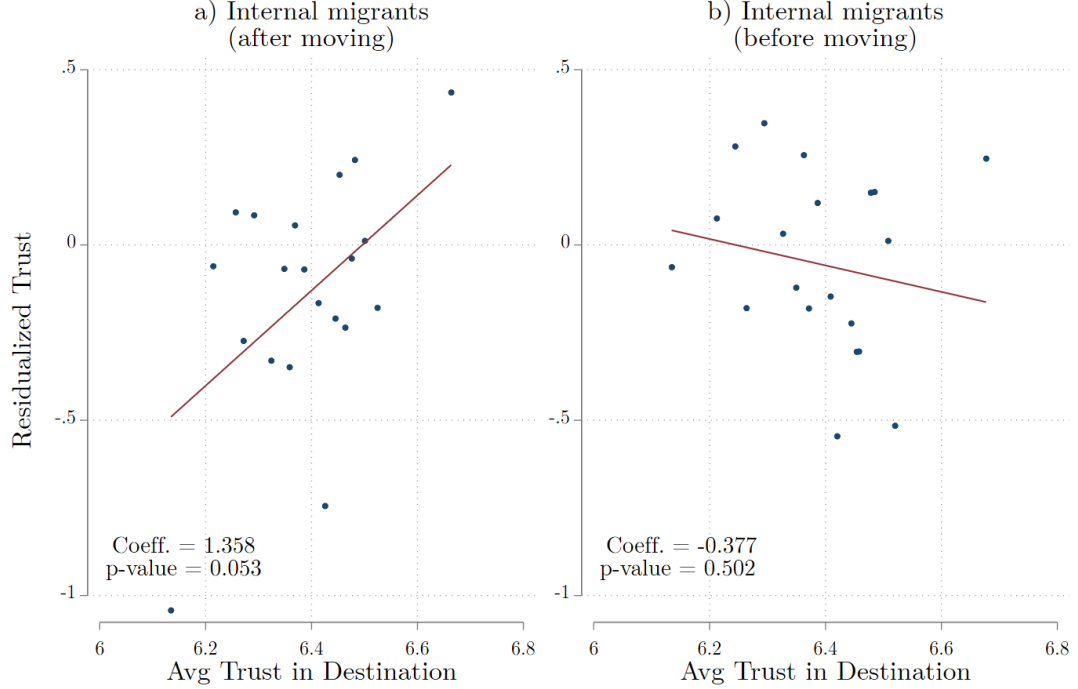 a) Internal migrants
(after moving)
.5
0
-.5
-1
Residualized Trust
Coeff. = 1.358
p-value = 0.053
6
6.2
6.4
6.6
6.8
Avg Trust in Destination
b) Internal migrants
(before moving)
.5
0
-.5
-1
Coeff. = -0.377
p-value = 0.502
6
6.2
6.4
6.6
6.8
Avg Trust in Destination